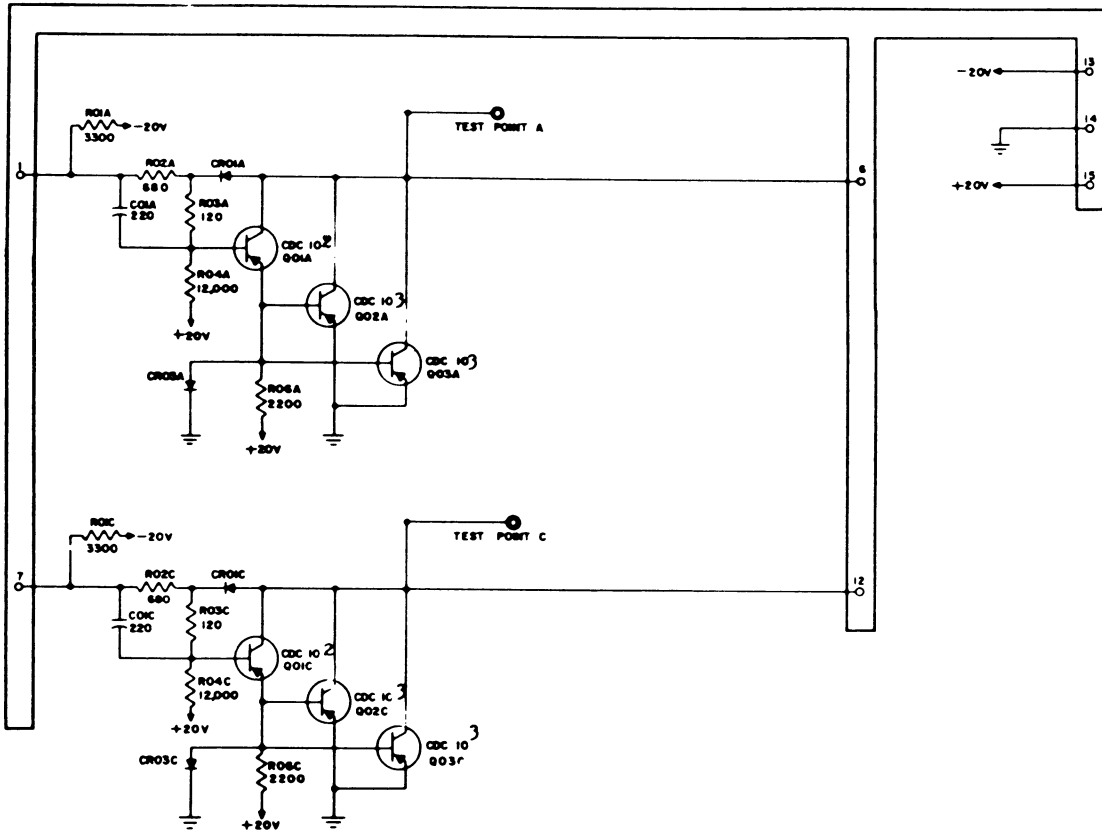 R01A
-20V
3300
1
R02A
680
CR01A
C01A
220
R03A
120
CDC 102
Q01A
R04A
12,000
+20V
CDC 103
Q02A
CDC 103
Q03A
CR03A
R06A
2200
+20V
TEST POINT A
6
-20V
13
14
+20V
15
R01C
-20V
3300
7
R02C
680
CR01C
C01C
220
R03C
120
CDC 102
Q01C
R04C
12,000
+20V
CDC 1C 3
Q02C
CDC 103
Q03C
CR03C
R06C
2200
+20V
TEST POINT C
12